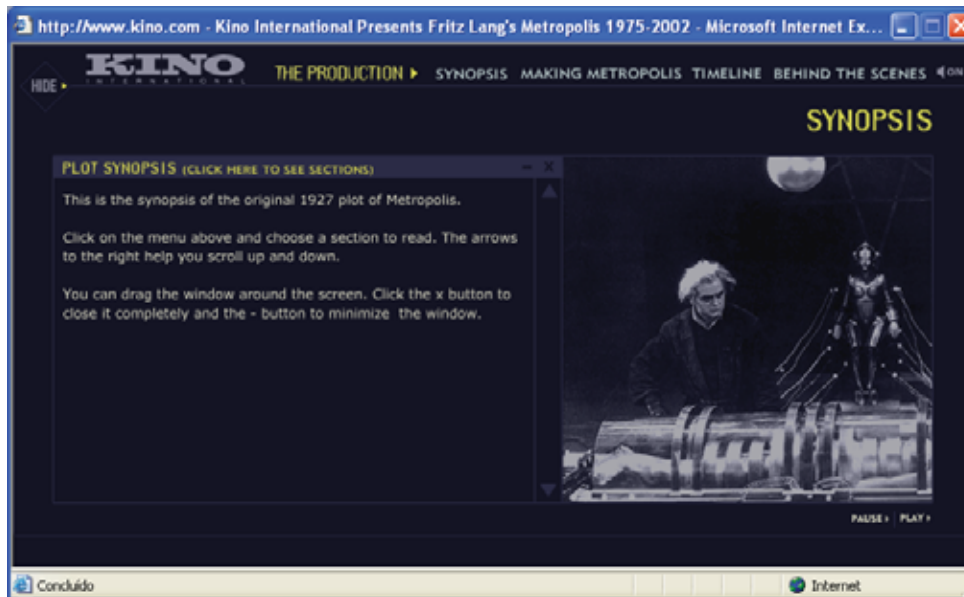 http://www.kino.com - Kino International Presents Fritz Lang's Metropolis 1975-2002 - Microsoft Internet Ex...
HIDE
KINO
INTERNATIONAL
THE PRODUCTION SYNOPSIS MAKING METROPOLIS TIMELINE BEHIND THE SCENES ON
SYNOPSIS
PLOT SYNOPSIS (CLICK HERE TO SEE SECTIONS)
This is the synopsis of the original 1927 plot of Metropolis.
Click on the menu above and choose a section to read. The arrows
to the right help you scroll up and down.
You can drag the window around the screen. Click the x button to
close it completely and the - button to minimize the window.
PAUSE PLAY
Concluído Internet